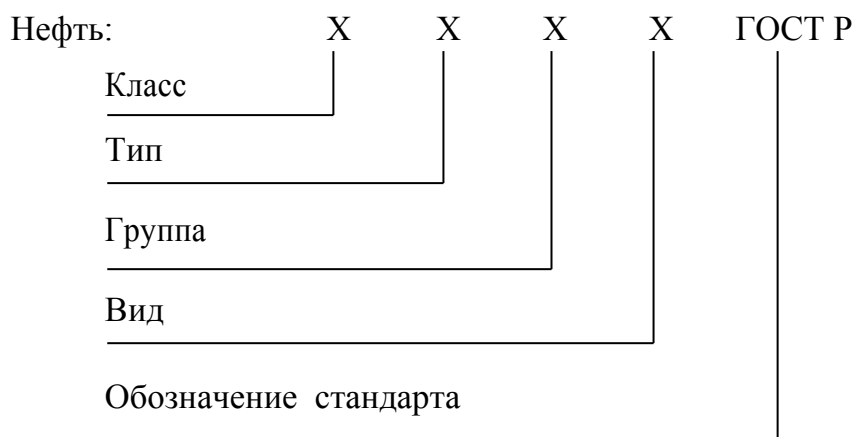 Нефть: Х Х Х Х ГОСТ Р
Класс
Тип
Группа
Вид
Обозначение стандарта